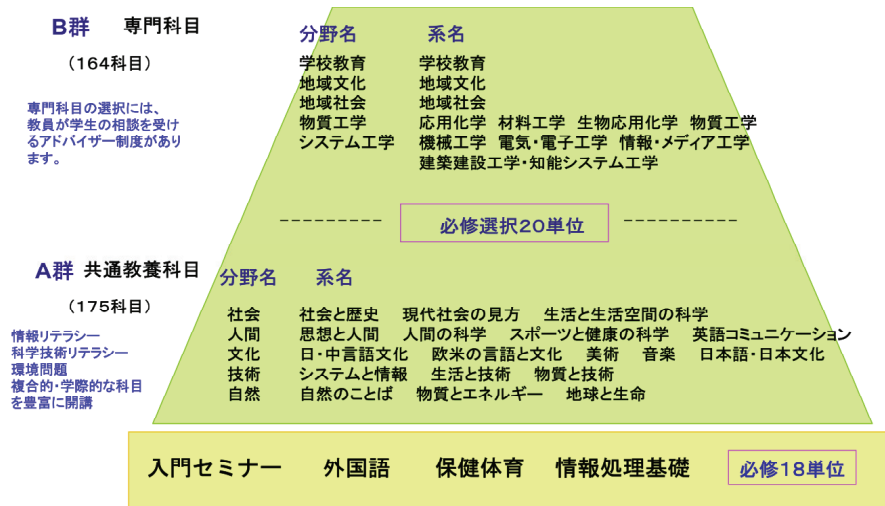 B群 専門科目
(164科目)
専門科目の選択には、
教員が学生の相談を受け
るアドバイザー制度があり
ます。
分野名 系名
学校教育 学校教育
地域文化 地域文化
地域社会 地域社会
物質工学 応用化学 材料工学 生物応用化学 物質工学
システム工学 機械工学 電気・電子工学 情報・メディア工学
建築建設工学・知能システム工学
必修選択20単位
A群 共通教養科目
(175科目)
情報リテラシー
科学技術リテラシー
環境問題
複合的・学際的な科目
を豊富に開講
分野名 系名
社会 社会と歴史 現代社会の見方 生活と生活空間の科学
人間 思想と人間 人間の科学 スポーツと健康の科学 英語コミュニケーション
文化 日・中言語文化 欧米の言語と文化 美術 音楽 日本語・日本文化
技術 システムと情報 生活と技術 物質と技術
自然 自然のことば 物質とエネルギー 地球と生命
入門セミナー 外国語 保健体育 情報処理基礎 必修18単位